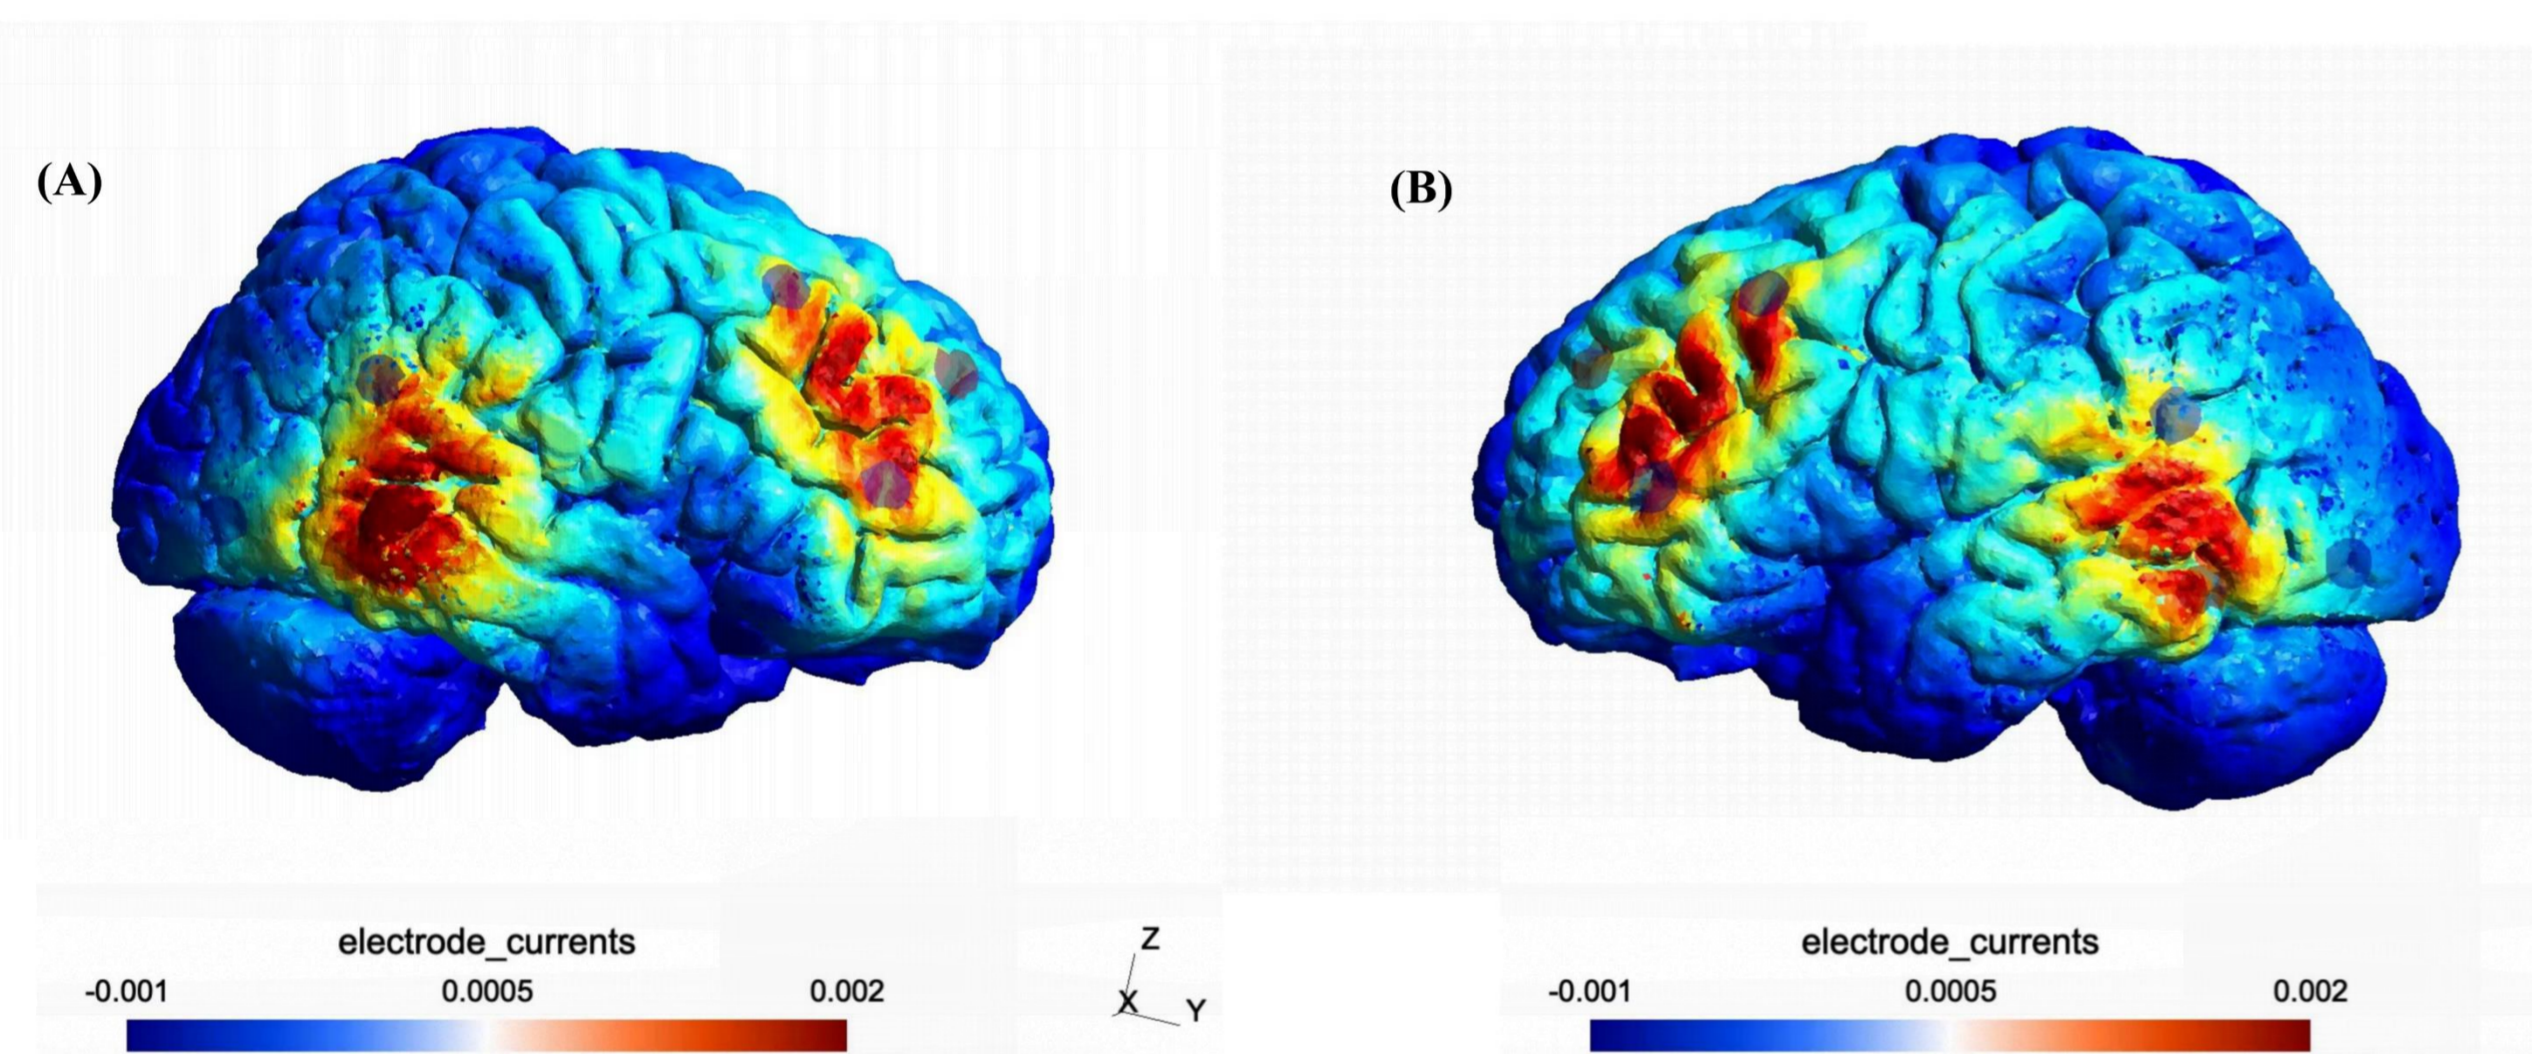 (A)
(B)
electrode_currents
-0.001 0.0005 0.002
Z
X
Y
electrode_currents
-0.001 0.0005 0.002